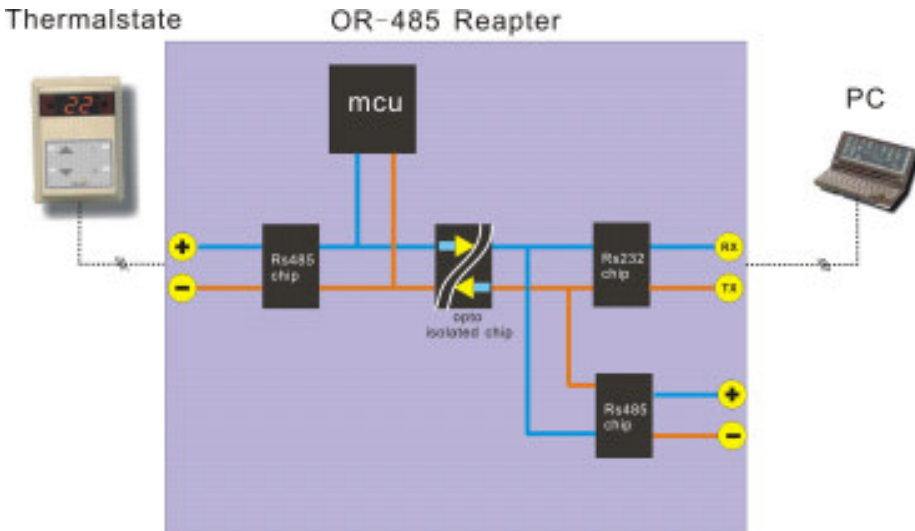 Thermalstate
OR-485 Reapter
PC
22
mcu
+
-
Rs485
chip
opto
isolated chip
Rs232
chip
RX
TX
Rs485
chip
+
-